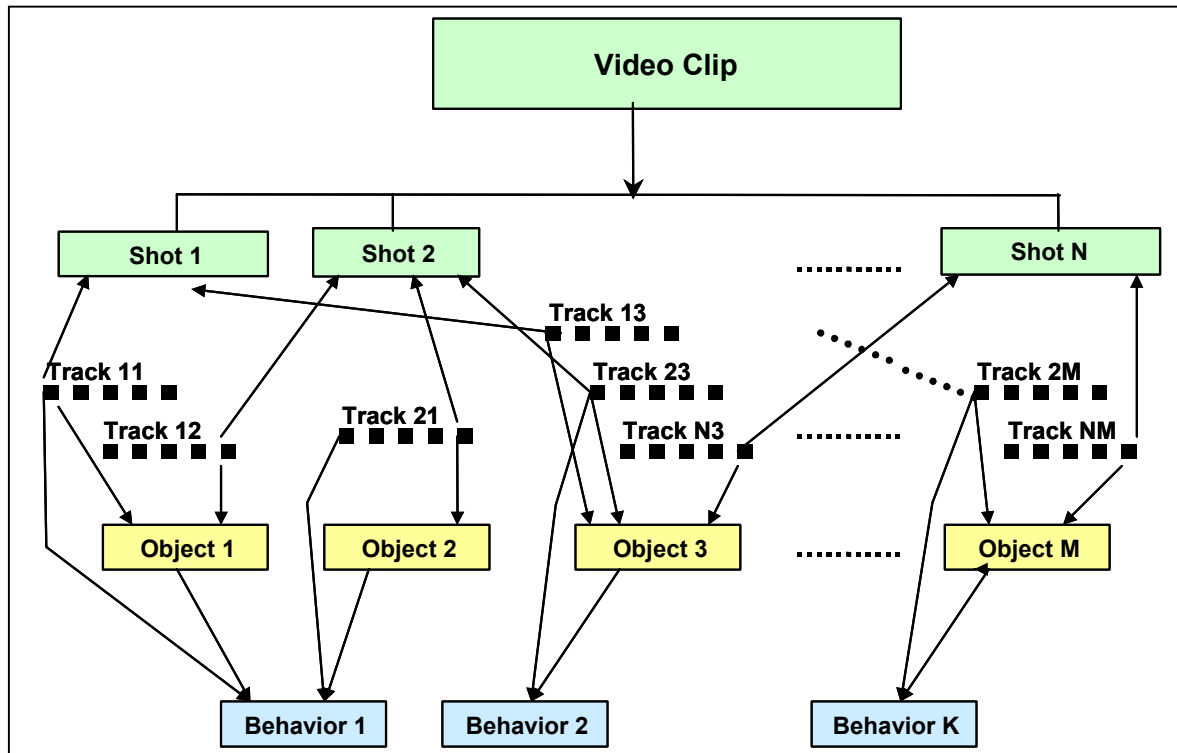 Video Clip
Shot 1
Shot 2
Shot N
Track 13
Track 11
Track 23
Track 2M
Track 12
Track 21
Track N3
Track NM
Object 1
Object 2
Object 3
Object M
Behavior 1
Behavior 2
Behavior K